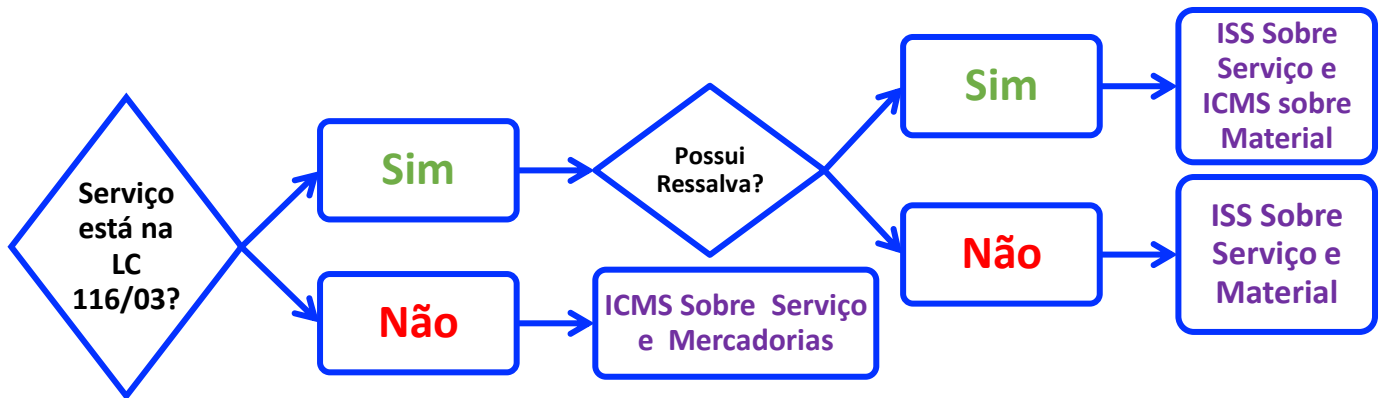 Serviço
está na
LC
116/03?
Sim
Não
Possui
Ressalva?
ICMS Sobre Serviço
e Mercadorias
Sim
Não
ISS Sobre
Serviço e
ICMS sobre
Material
ISS Sobre
Serviço e
Material